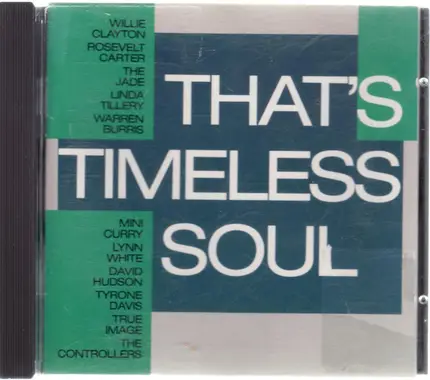 WILLIE
CLAYTON
ROSEVELT
CARTER
THE
JADE
LINDA
TILLERY
WARREN
BURRIS
THAT'S
TIMELESS
SOUL
MINI
CURRY
LYNN
WHITE
DAVID
HUDSON
TYRONE
DAVIS
TRUE
IMAGE
THE
CONTROLLERS